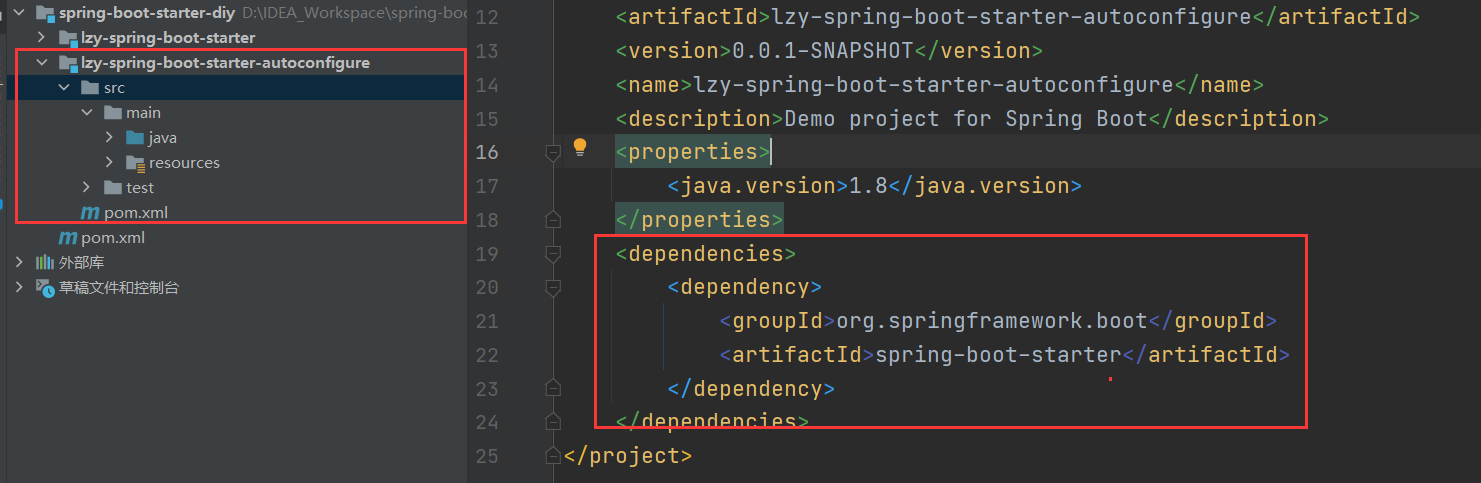 spring-boot-starter-diy D:\IDEA_Workspace\spring-boo
lzy-spring-boot-starter
lzy-spring-boot-starter-autoconfigure
src
main
java
resources
test
pom.xml
pom.xml
外部库
草稿文件和控制台
12 <artifactId>lzy-spring-boot-starter-autoconfigure</artifactId>
13 <version>0.0.1-SNAPSHOT</version>
14 <name>lzy-spring-boot-starter-autoconfigure</name>
15 <description>Demo project for Spring Boot</description>
16 <properties>
17 <java.version>1.8</java.version>
18 </properties>
19 <dependencies>
20 <dependency>
21 <groupId>org.springframework.boot</groupId>
22 <artifactId>spring-boot-starter</artifactId>
23 </dependency>
24 </dependencies>
25 </project>